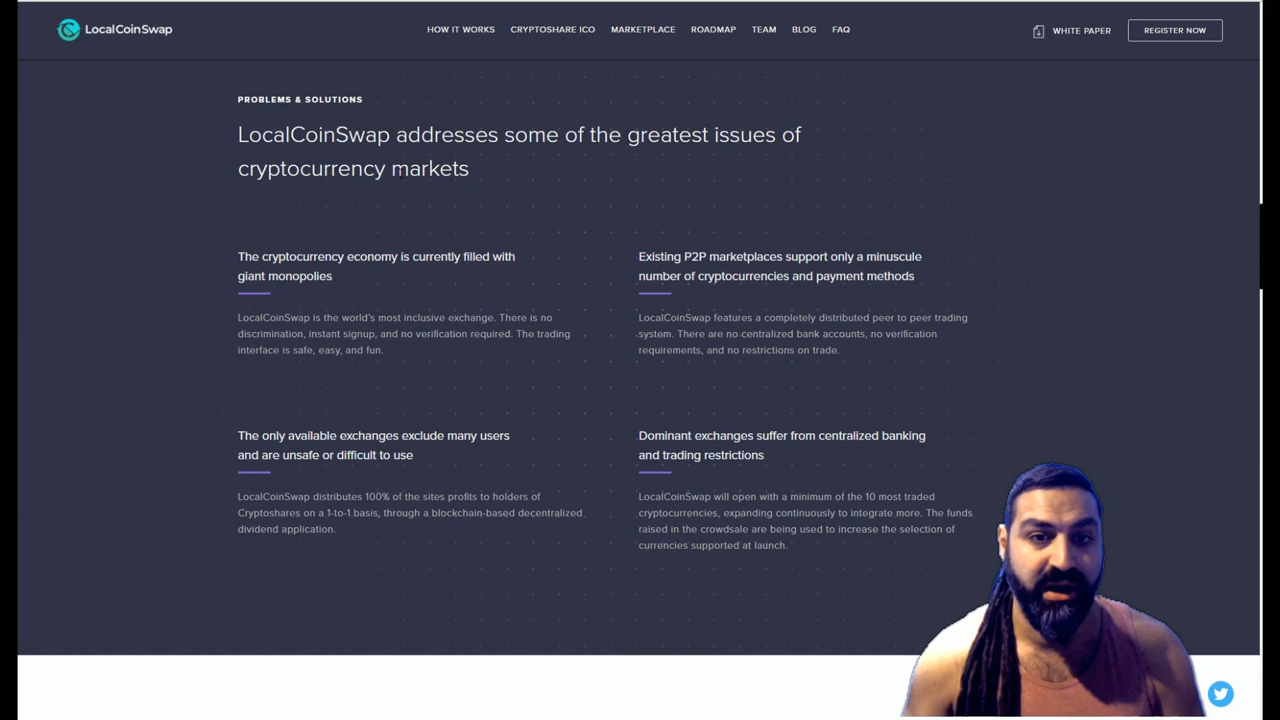 LocalCoinSwap
HOW IT WORKS
CRYPTOSHARE ICO
MARKETPLACE
ROADMAP
TEAM
BLOG
FAQ
WHITE PAPER
REGISTER NOW
PROBLEMS & SOLUTIONS
LocalCoinSwap addresses some of the greatest issues of
cryptocurrency markets
The cryptocurrency economy is currently filled with
giant monopolies
LocalCoinSwap is the world's most inclusive exchange. There is no
discrimination, instant signup, and no verification required. The trading
interface is safe, easy, and fun.
Existing P2P marketplaces support only a minuscule
number of cryptocurrencies and payment methods
LocalCoinSwap features a completely distributed peer to peer trading
system. There are no centralized bank accounts, no verification
requirements, and no restrictions on trade.
The only available exchanges exclude many users
and are unsafe or difficult to use
LocalCoinSwap distributes 100% of the sites profits to holders of
Cryptoshares on a 1-to-1 basis, through a blockchain-based decentralized
dividend application.
Dominant exchanges suffer from centralized banking
and trading restrictions
LocalCoinSwap will open with a minimum of the 10 most traded
cryptocurrencies, expanding continuously to integrate more. The funds
raised in the crowdsale are being used to increase the selection of
currencies supported at launch.